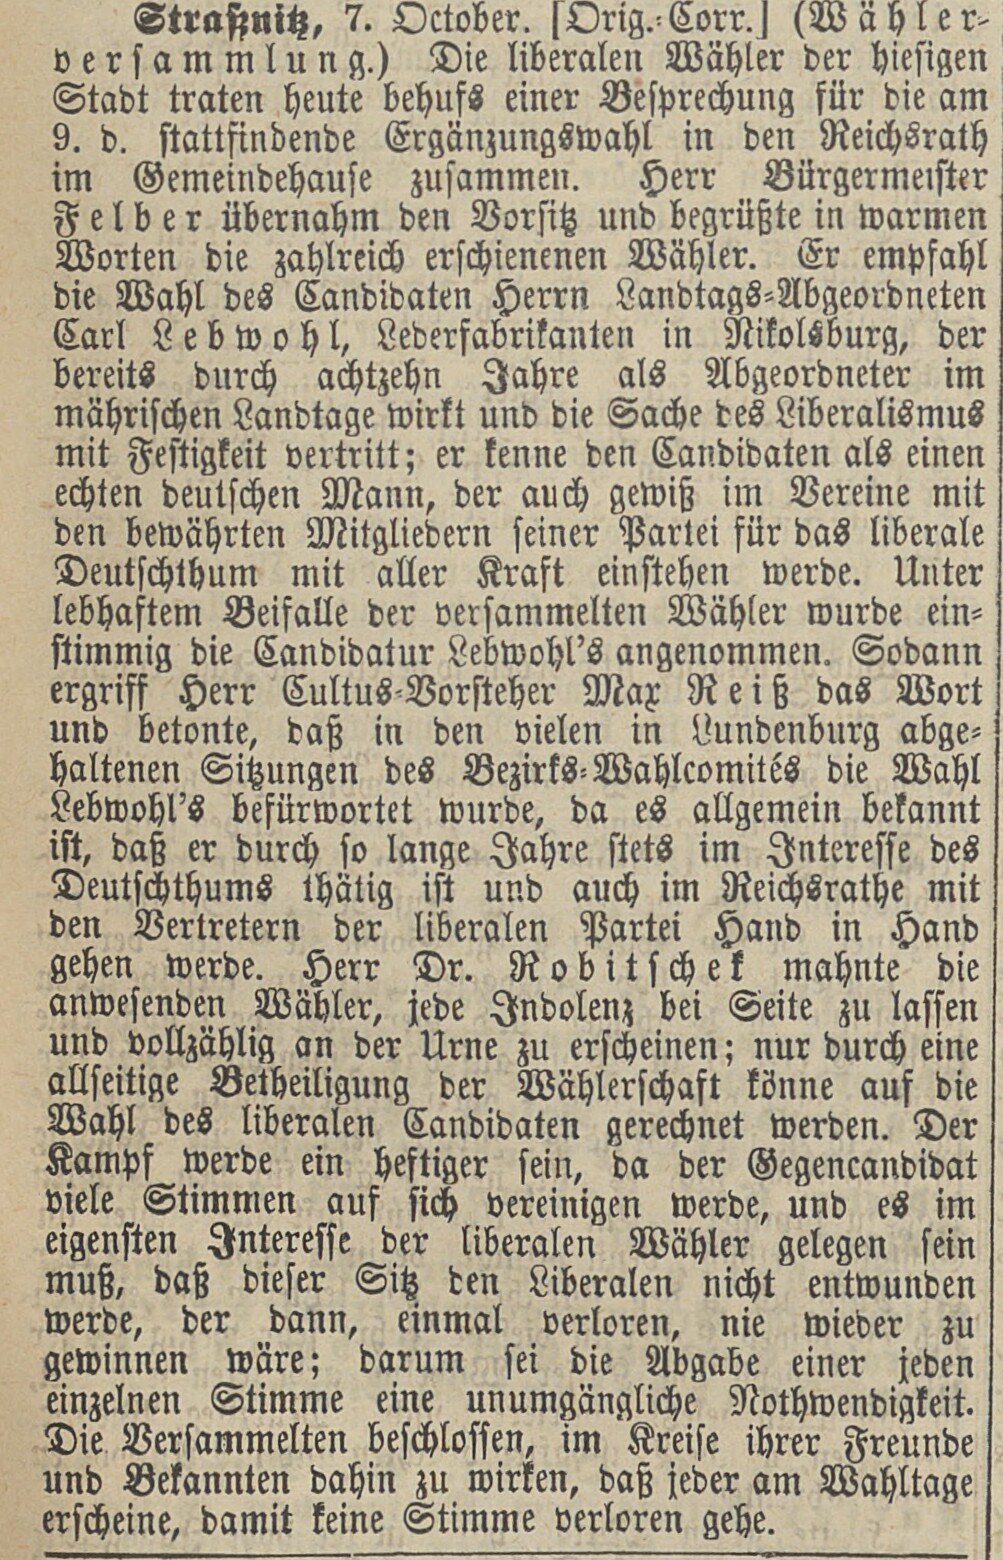 Straßnitz, 7. October. [Orig.-Corr.] (Wähler-
versammlung.) Die liberalen Wähler der hiesigen
Stadt traten heute behufs einer Besprechung für die am
9. d. stattfindende Ergänzungswahl in den Reichsrath
im Gemeindehause zusammen. Herr Bürgermeister
Felber übernahm den Vorsitz und begrüßte in warmen
Worten die zahlreich erschienenen Wähler. Er empfahl
die Wahl des Candidaten Herrn Landtags-Abgeordneten
Carl Lebwohl, Lederfabrikanten in Nikolsburg, der
bereits durch achtzehn Jahre als Abgeordneter im
mährischen Landtage wirkt und die Sache des Liberalismus
mit Festigkeit vertritt; er kenne den Candidaten als einen
echten deutschen Mann, der auch gewiß im Vereine mit
den bewährten Mitgliedern seiner Partei für das liberale
Deutschthum mit aller Kraft einstehen werde. Unter
lebhaftem Beifalle der versammelten Wähler wurde ein-
stimmig die Candidatur Lebwohl's angenommen. Sodann
ergriff Herr Cultus-Vorsteher Max Reiß das Wort
und betonte, daß in den vielen in Lundenburg abge-
haltenen Sitzungen des Bezirks-Wahlcomités die Wahl
Lebwohl's befürwortet wurde, da es allgemein bekannt
ist, daß er durch so lange Jahre stets im Interesse des
Deutschthums thätig ist und auch im Reichsrathe mit
den Vertretern der liberalen Partei Hand in Hand
gehen werde. Herr Dr. Robitschek mahnte die
anwesenden Wähler, jede Indolenz bei Seite zu lassen
und vollzählig an der Urne zu erscheinen; nur durch eine
allseitige Betheiligung der Wählerschaft könne auf die
Wahl des liberalen Candidaten gerechnet werden. Der
Kampf werde ein heftiger sein, da der Gegencandidat
viele Stimmen auf sich vereinigen werde, und es im
eigensten Interesse der liberalen Wähler gelegen sein
muß, daß dieser Sitz den Liberalen nicht entwunden
werde, der dann, einmal verloren, nie wieder zu
gewinnen wäre; darum sei die Abgabe einer jeden
einzelnen Stimme eine unumgängliche Nothwendigkeit.
Die Versammelten beschlossen, im Kreise ihrer Freunde
und Bekannten dahin zu wirken, daß jeder am Wahltage
erscheine, damit keine Stimme verloren gehe.